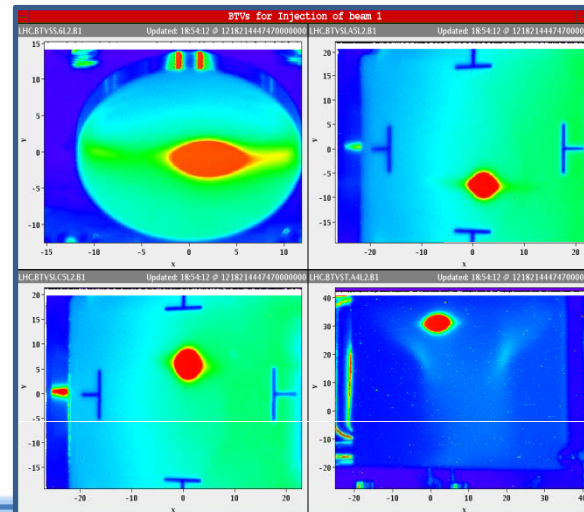 BTVs for Injection of beam 1
LHC.BTVSS.6L2.B1 Updated: 18:54:12 @ 1218214447470000000
LHC.BTVSI.A5L2.B1 Updated: 18:54:12 @ 1218214447470000000
15
10
5
0
-5
-10
y
-15 -10 -5 0 5 10
x
20
15
10
5
0
-5
-10
-15
y
-20 -10 0 10 20
x
LHC.BTVSI.C5L2.B1 Updated: 18:54:12 @ 1218214447470000000
LHC.BTVST.A4L2.B1 Updated: 18:54:12 @ 1218214447470000000
20
15
10
5
0
-5
-10
-15
y
-20 -10 0 10 20
x
40
30
20
10
0
-10
-20
y
-20 -10 0 10 20 30 40
x